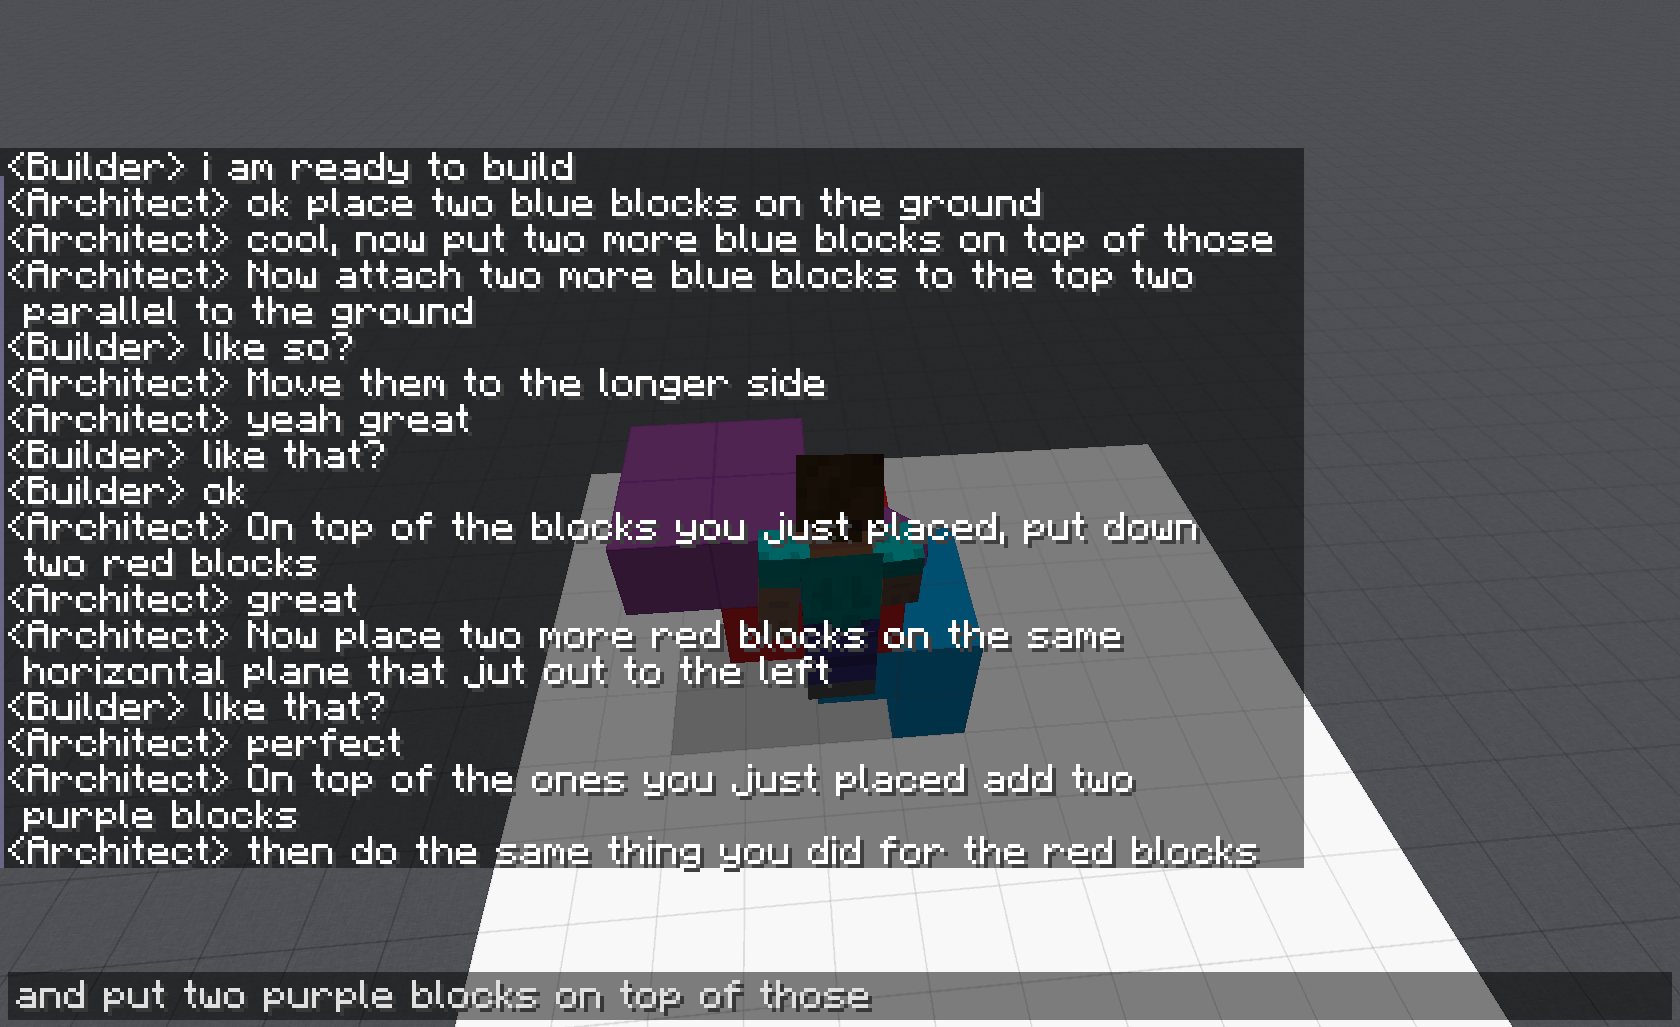 <Builder> i am ready to build
<Architect> ok place two blue blocks on the ground
<Architect> cool, now put two more blue blocks on top of those
<Architect> Now attach two more blue blocks to the top two
parallel to the ground
<Builder> like so?
<Architect> Move them to the longer side
<Architect> yeah great
<Builder> like that?
<Builder> ok
<Architect> On top of the blocks you just placed, put down
two red blocks
<Architect> great
<Architect> Now place two more red blocks on the same
horizontal plane that jut out to the left
<Builder> like that?
<Architect> perfect
<Architect> On top of the ones you just placed add two
purple blocks
<Architect> then do the same thing you did for the red blocks
and put two purple blocks on top of those